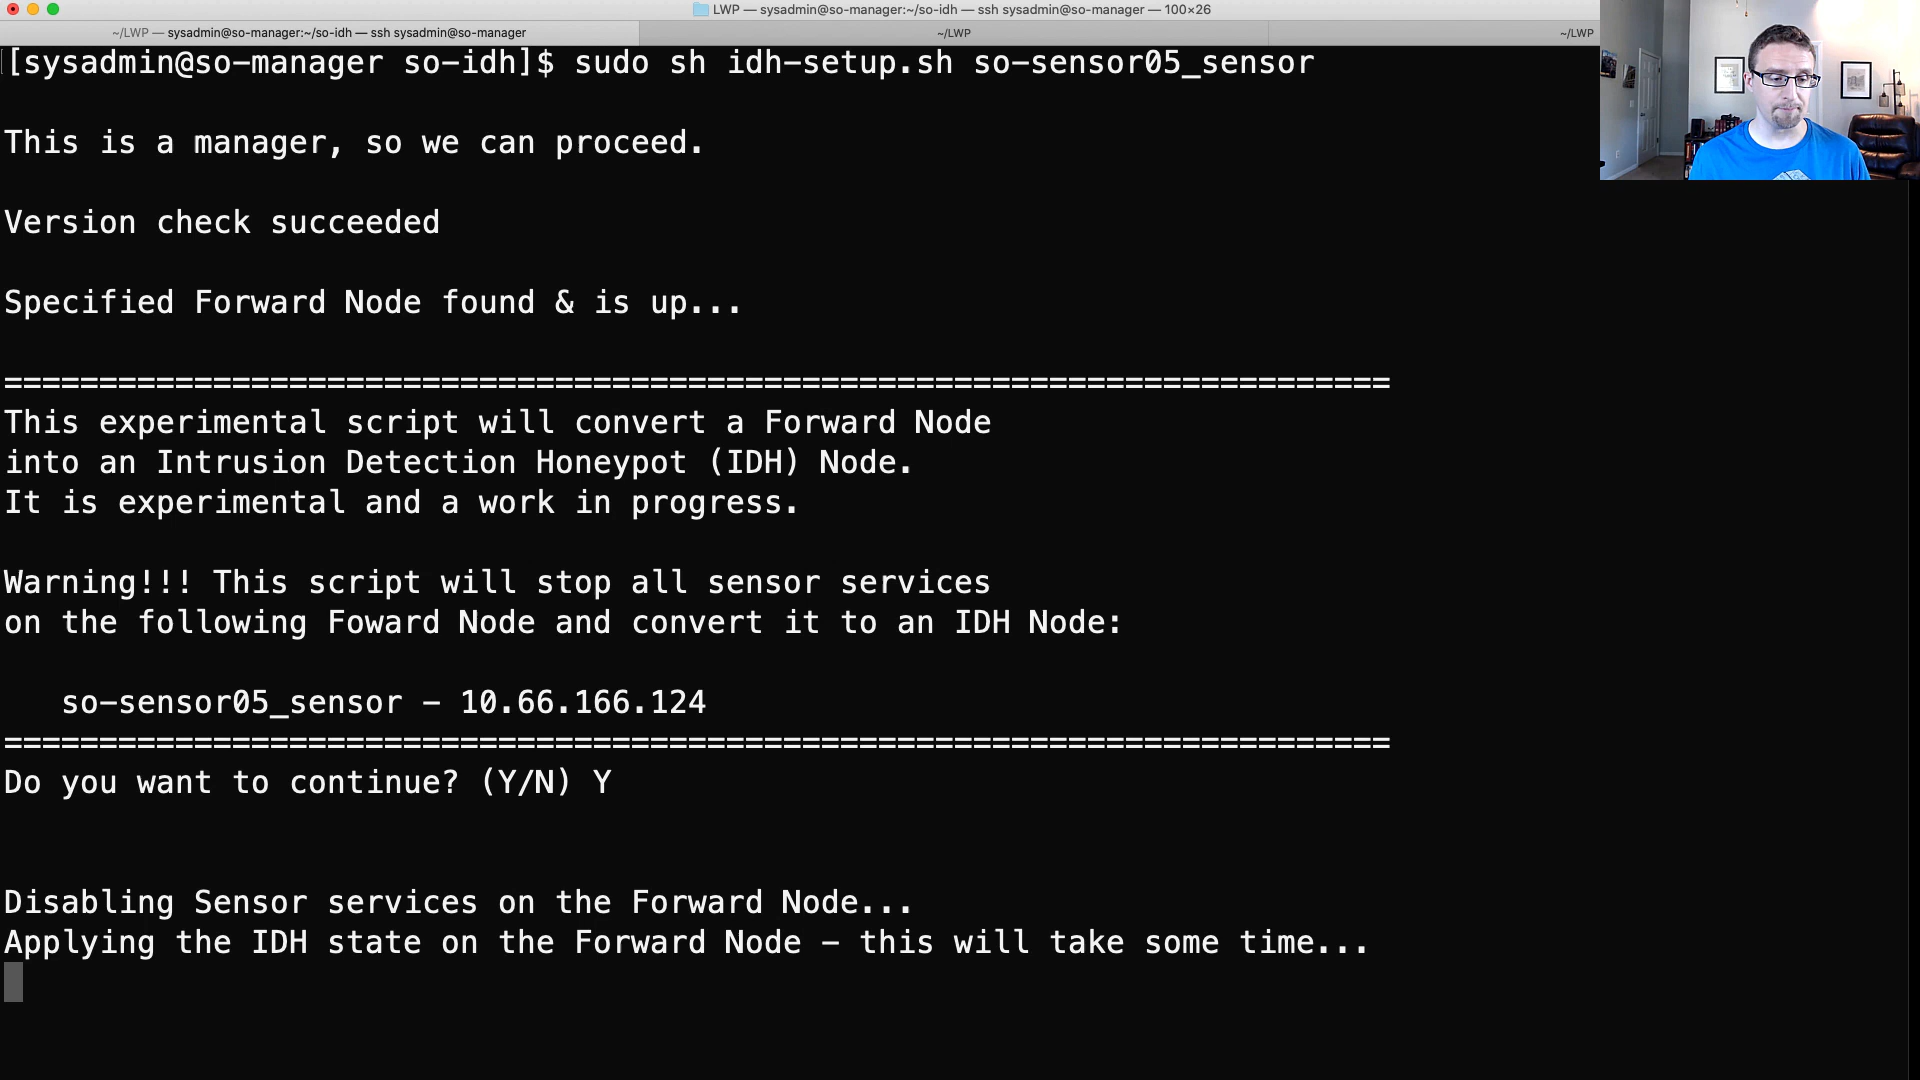 LWP — sysadmin@so-manager:~/so-idh — ssh sysadmin@so-manager — 100×26
~/LWP — sysadmin@so-manager:~/so-idh — ssh sysadmin@so-manager
~/LWP
~/LWP
[sysadmin@so-manager so-idh]$ sudo sh idh-setup.sh so-sensor05_sensor
This is a manager, so we can proceed.
Version check succeeded
Specified Forward Node found & is up...
=========================================================================
This experimental script will convert a Forward Node
into an Intrusion Detection Honeypot (IDH) Node.
It is experimental and a work in progress.
Warning!!! This script will stop all sensor services
on the following Foward Node and convert it to an IDH Node:
so-sensor05_sensor - 10.66.166.124
=========================================================================
Do you want to continue? (Y/N) Y
Disabling Sensor services on the Forward Node...
Applying the IDH state on the Forward Node - this will take some time...